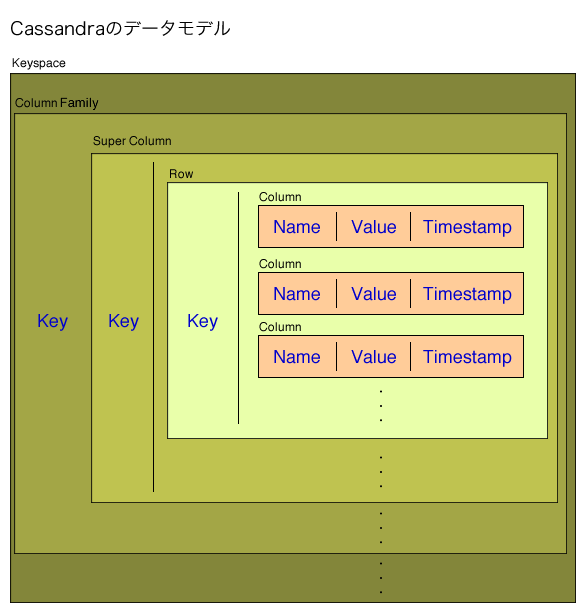 Cassandraのデータモデル
Keyspace
Column Family
Super Column
Row
Column
Name Value Timestamp
Column
Name Value Timestamp
Key Key Key
Column
Name Value Timestamp